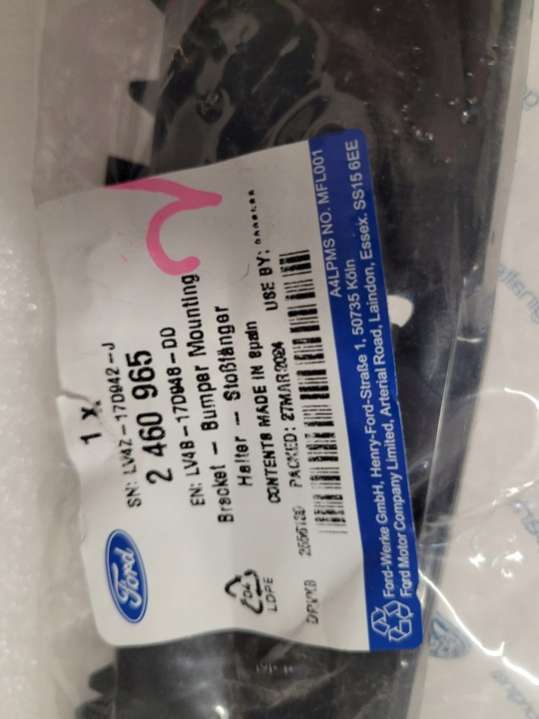 Ford
1 x.
SN: LV4Z-17D942-J
2 460 965
EN: LV4B-17D948-DD
Bracket - Bumper Mounting
Halter - Stoßfänger
CONTENTS MADE IN Spain
PACKED: 27MAR2024 USE BY:
04
LDPE
A4LPMS NO. MFL001
Ford-Werke GmbH, Henry-Ford-Straße 1, 50735 Köln
Ford Motor Company Limited, Arterial Road, Laindon, Essex. SS15 6EE